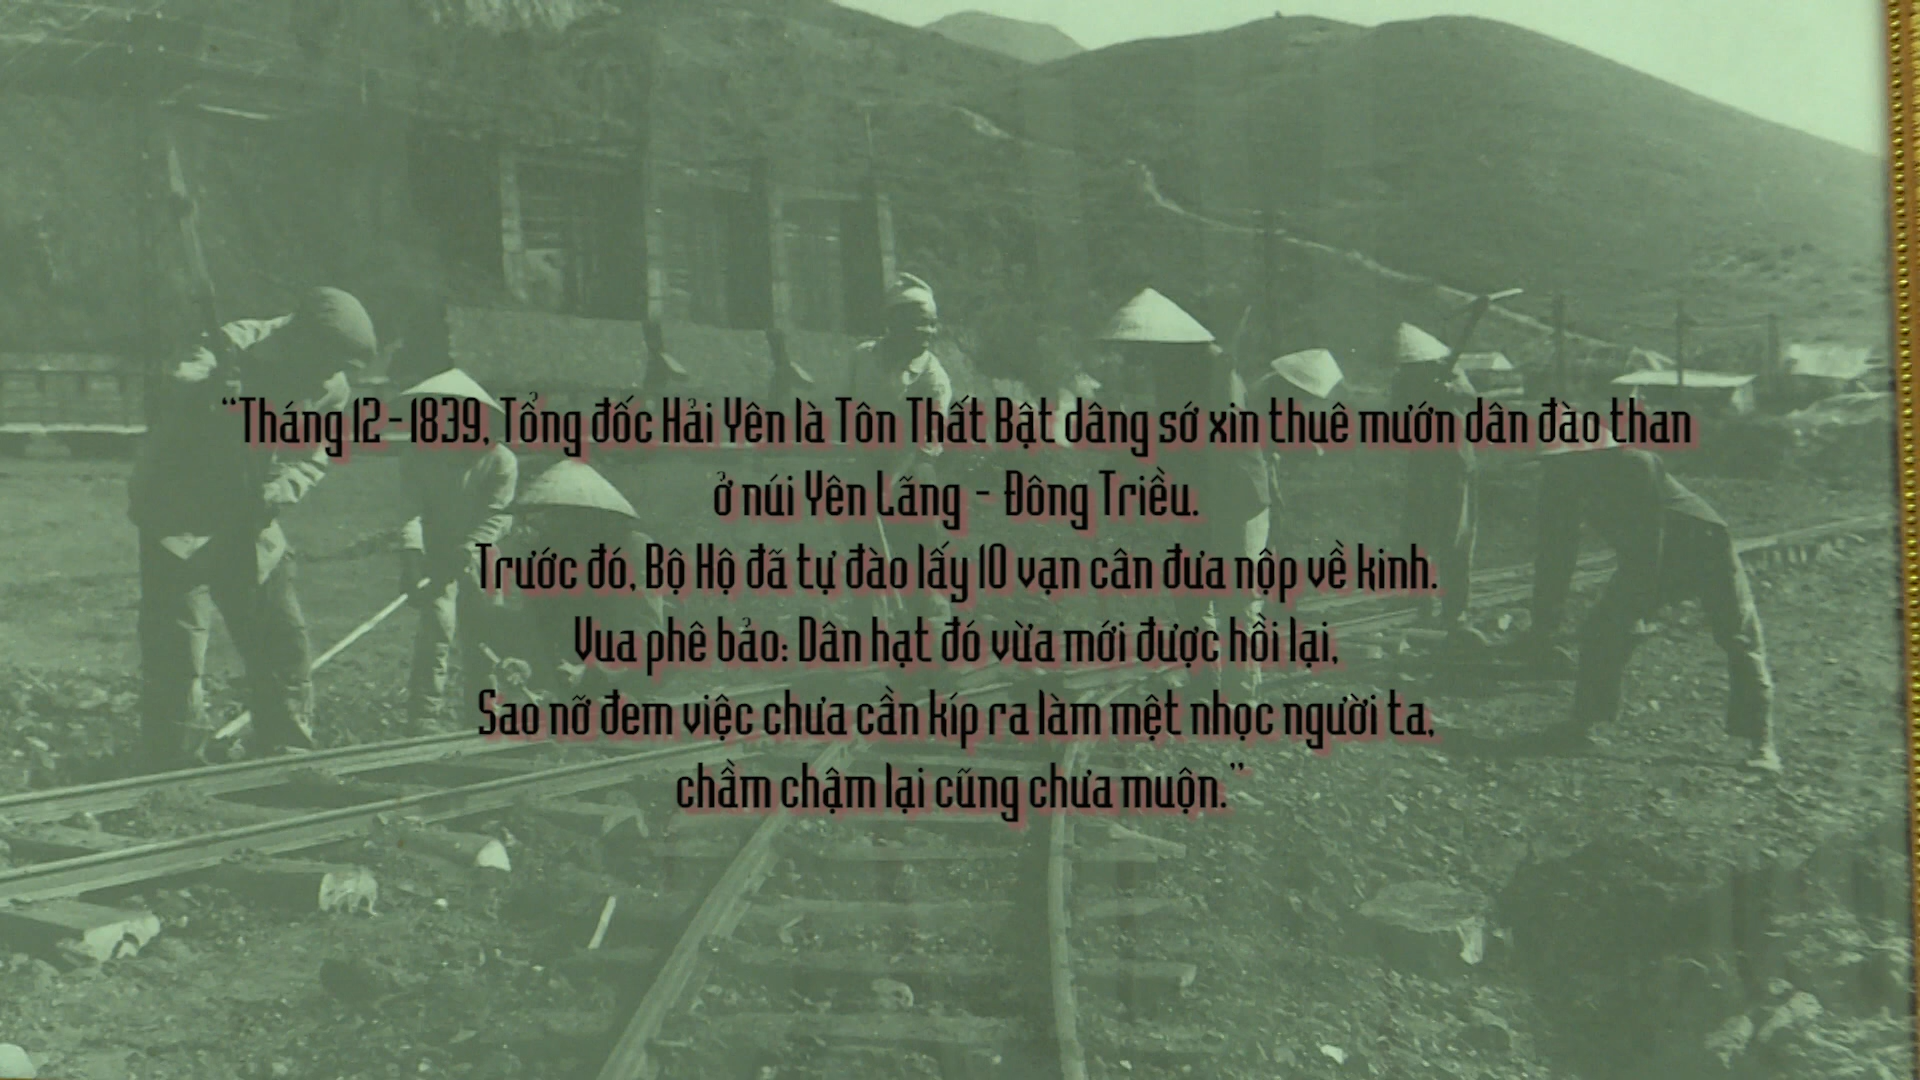 “Tháng 12-1839, Tổng đốc Hải Yên là Tôn Thất Bật dâng sớ xin thuê mướn dân đào than
ở núi Yên Lãng - Đông Triều.
Trước đó, Bộ Hộ đã tự đào lấy 10 vạn cân đưa nộp về kinh.
Vua phê bảo: Dân hạt đó vừa mới được hồi lại,
Sao nỡ đem việc chưa cần kíp ra làm mệt nhọc người ta,
chầm chậm lại cũng chưa muộn.”